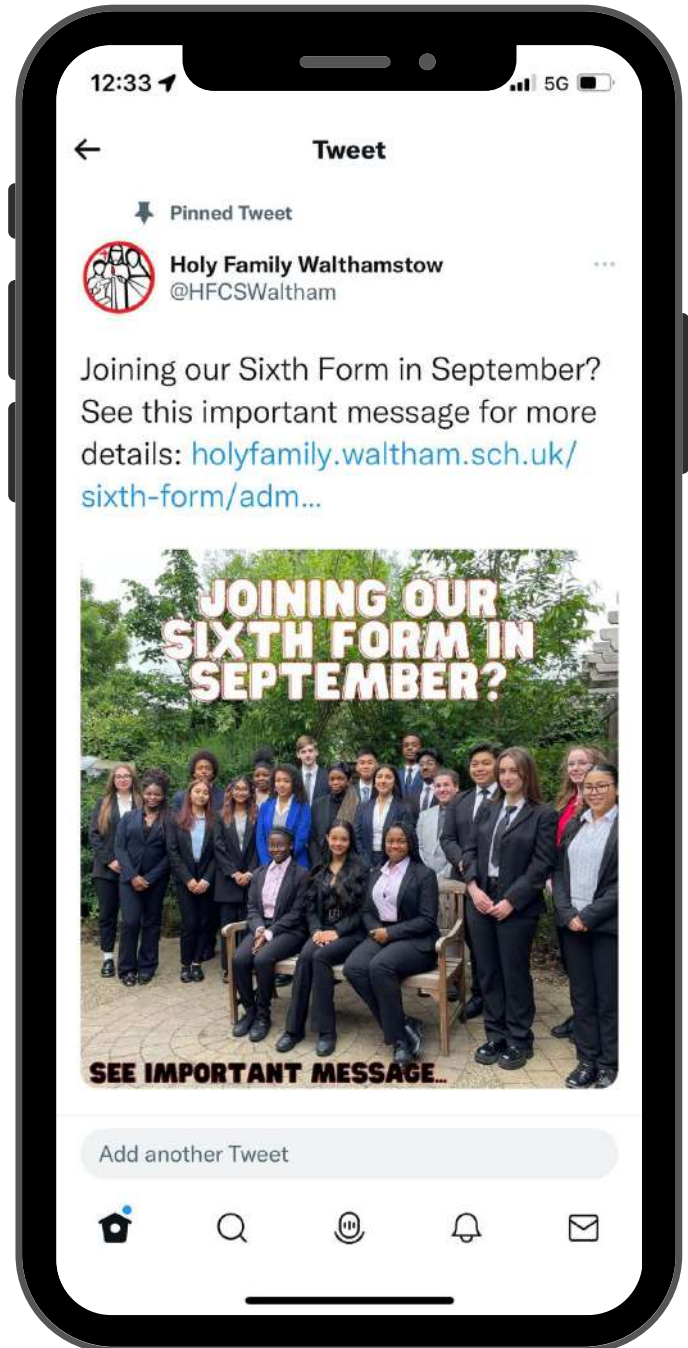 12:33
5G
Tweet
Pinned Tweet
Holy Family Walthamstow
@HFCSWaltham
Joining our Sixth Form in September?
See this important message for more
details: holyfamily.waltham.sch.uk/
sixth-form/adm...
JOINING OUR
SIXTH FORM IN
SEPTEMBER?
SEE IMPORTANT MESSAGE...
Add another Tweet